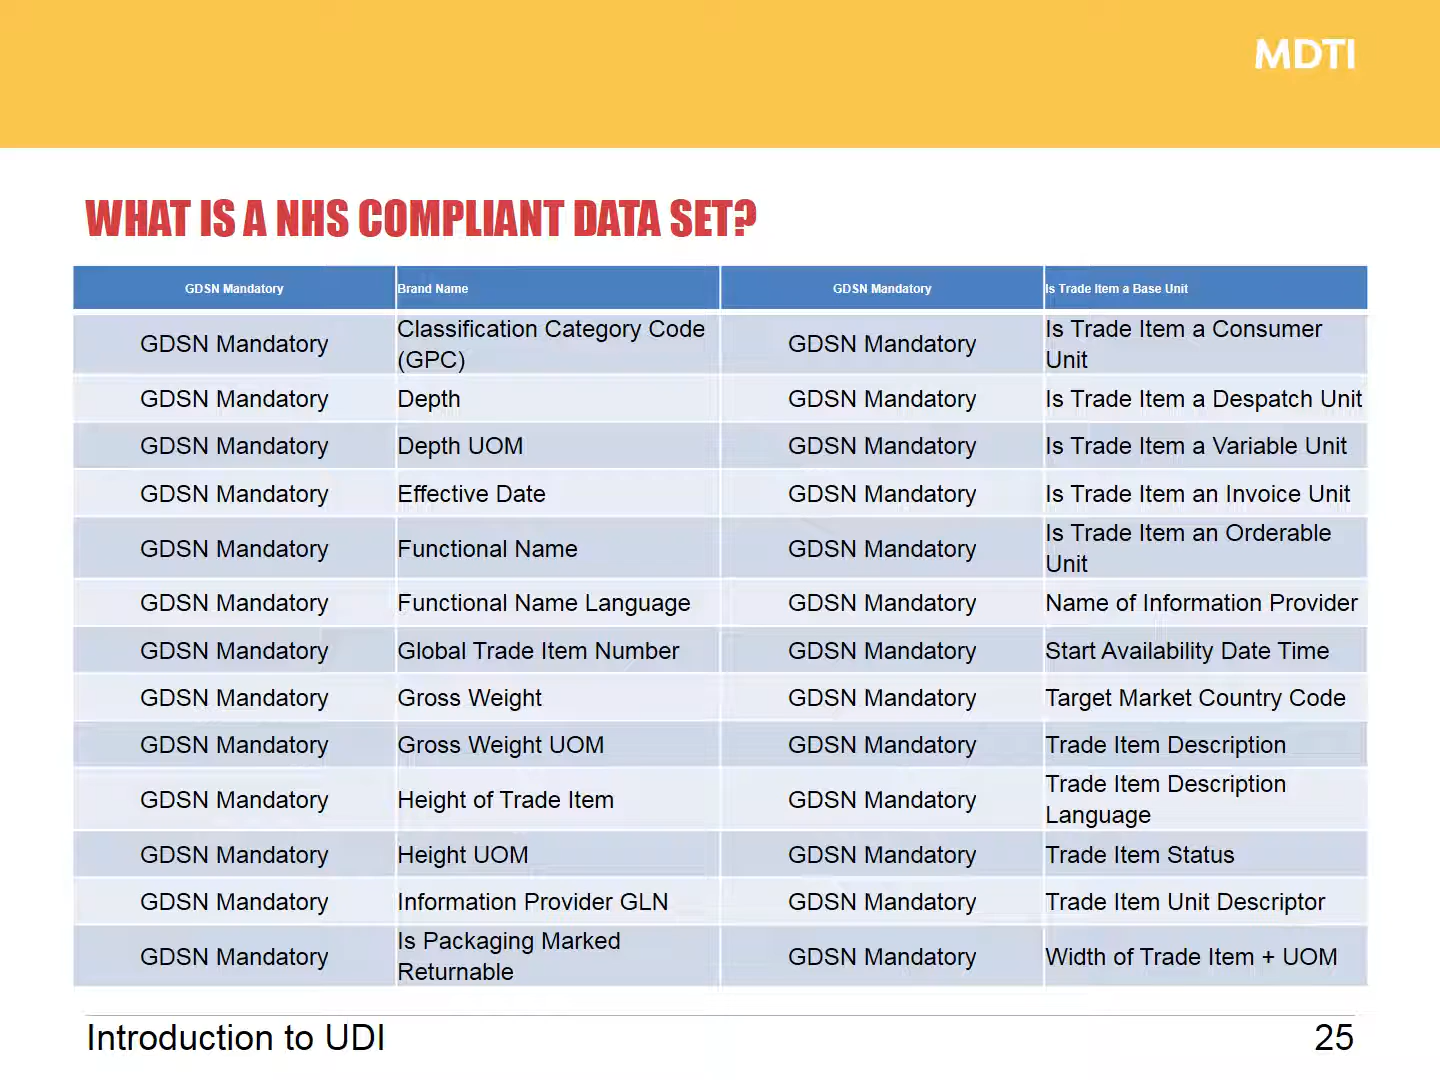 MDTI
WHAT IS A NHS COMPLIANT DATA SET?
GDSN Mandatory Brand Name GDSN Mandatory Is Trade Item a Base Unit
GDSN Mandatory Classification Category Code (GPC) GDSN Mandatory Is Trade Item a Consumer Unit
GDSN Mandatory Depth GDSN Mandatory Is Trade Item a Despatch Unit
GDSN Mandatory Depth UOM GDSN Mandatory Is Trade Item a Variable Unit
GDSN Mandatory Effective Date GDSN Mandatory Is Trade Item an Invoice Unit
GDSN Mandatory Functional Name GDSN Mandatory Is Trade Item an Orderable Unit
GDSN Mandatory Functional Name Language GDSN Mandatory Name of Information Provider
GDSN Mandatory Global Trade Item Number GDSN Mandatory Start Availability Date Time
GDSN Mandatory Gross Weight GDSN Mandatory Target Market Country Code
GDSN Mandatory Gross Weight UOM GDSN Mandatory Trade Item Description
GDSN Mandatory Height of Trade Item GDSN Mandatory Trade Item Description Language
GDSN Mandatory Height UOM GDSN Mandatory Trade Item Status
GDSN Mandatory Information Provider GLN GDSN Mandatory Trade Item Unit Descriptor
GDSN Mandatory Is Packaging Marked Returnable GDSN Mandatory Width of Trade Item + UOM
Introduction to UDI 25